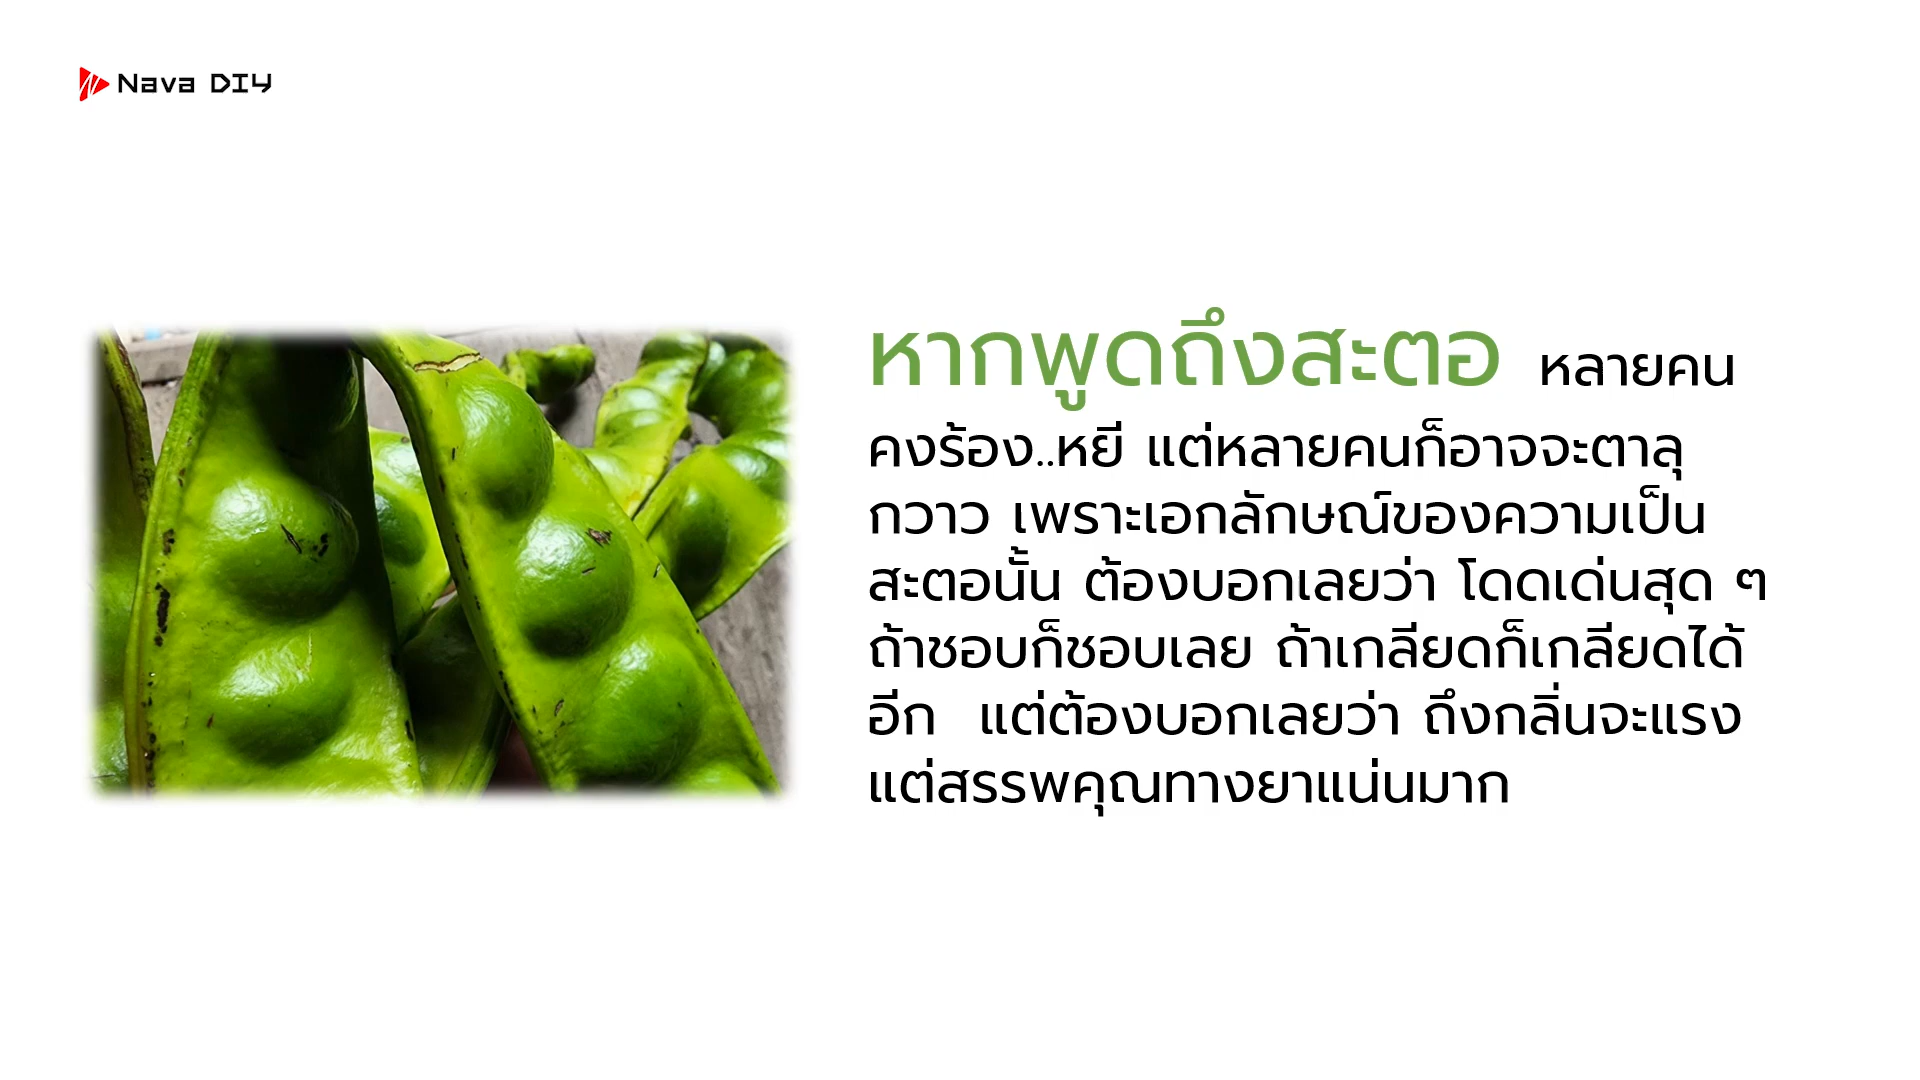 Nava DIY
หากพูดถึงสะตอ หลายคน
คงร้อง..หยี แต่หลายคนก็อาจจะตาลุ
กวาว เพราะเอกลักษณ์ของความเป็น
สะตอนั้น ต้องบอกเลยว่า โดดเด่นสุด ๆ
ถ้าชอบก็ชอบเลย ถ้าเกลียดก็เกลียดได้
อีก  แต่ต้องบอกเลยว่า ถึงกลิ่นจะแรง
แต่สรรพคุณทางยาแน่นมาก